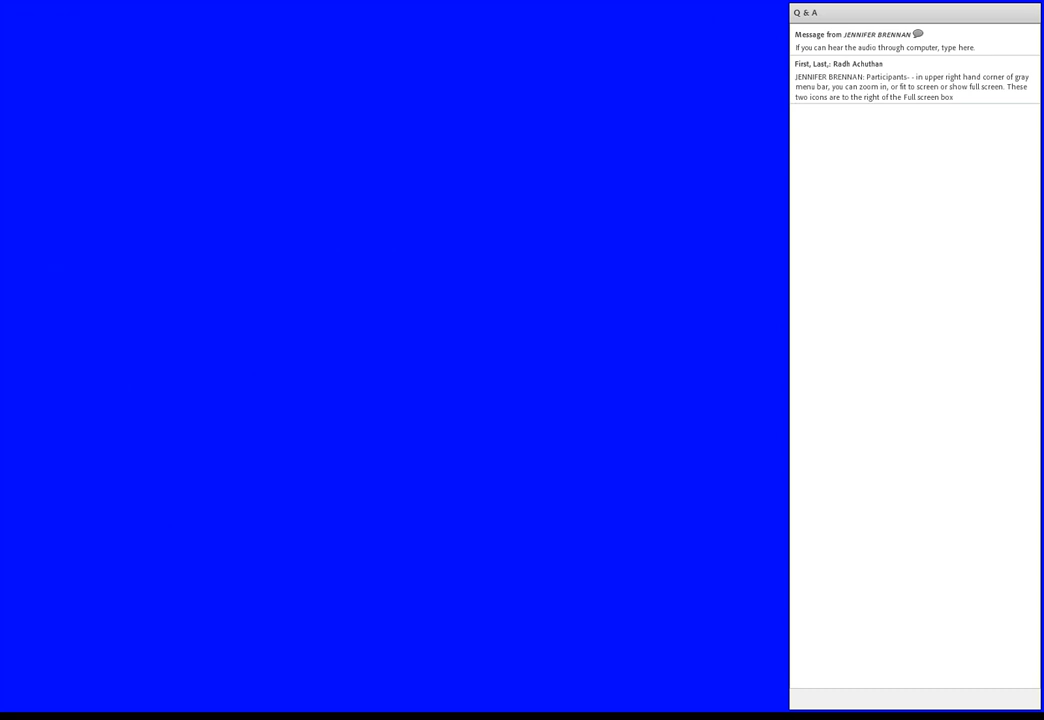 Q & A
Message from JENNIFER BRENNAN
If you can hear the audio through computer, type here.
First, Last,: Radh Achuthan
JENNIFER BRENNAN: Participants- - in upper right hand corner of gray
menu bar, you can zoom in, or fit to screen or show full screen. These
two icons are to the right of the Full screen box